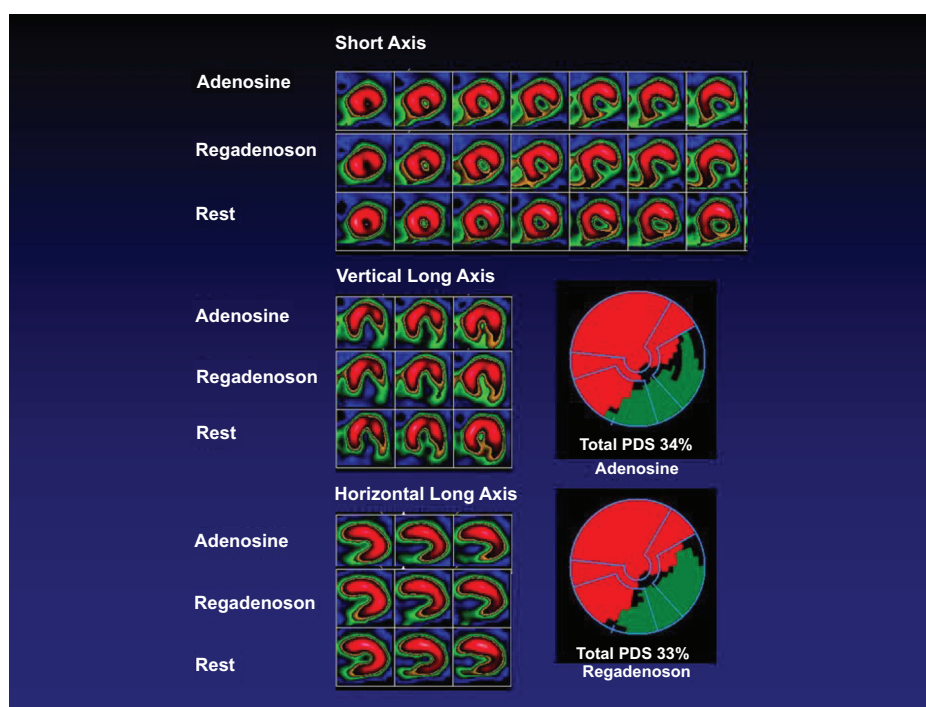 Short Axis
Adenosine
Regadenoson
Rest
Vertical Long Axis
Adenosine
Regadenoson
Rest
Total PDS 34%
Adenosine
Horizontal Long Axis
Adenosine
Regadenoson
Rest
Total PDS 33%
Regadenoson